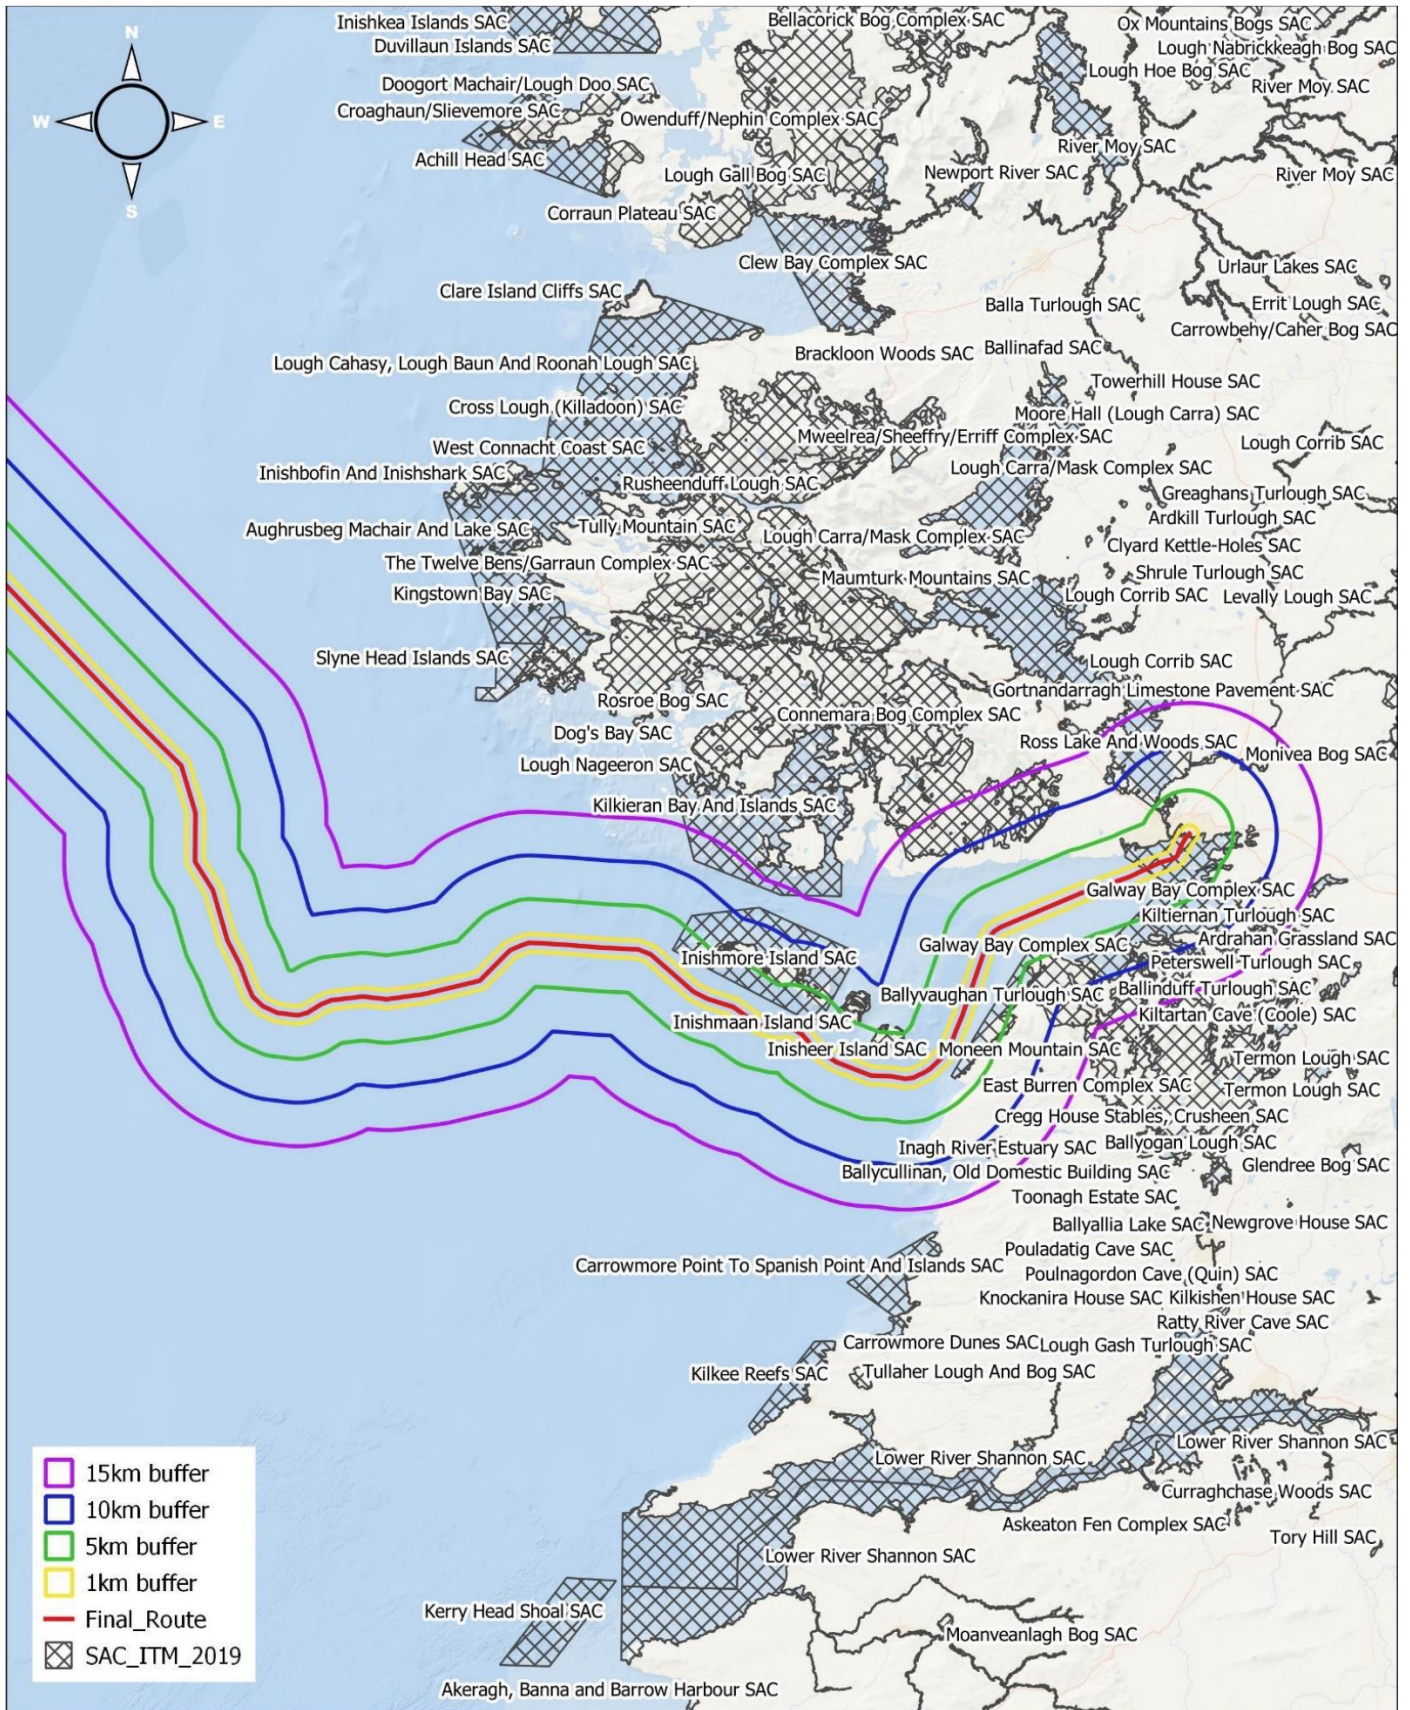 Inishkea Islands SAC
Bellacorick Bog Complex SAC
Ox Mountains Bogs SAC
Duvillaun Islands SAC
Lough Nabrickkeagh Bog SAC
N
Lough Hoe Bog SAC
Doogort Machair/Lough Doo SAC
River Moy SAC
Croaghaun/Slievemore SAC
Owenduff/Nephin Complex SAC
W
E
River Moy SAC
Achill Head SAC
Lough Gall Bog SAC
Newport River SAC
River Moy SAC
S
Corraun Plateau SAC
Clew Bay Complex SAC
Urlaur Lakes SAC
Clare Island Cliffs SAC
Balla Turlough SAC
Errit Lough SAC
Carrowbehy/Caher Bog SAC
Brackloon Woods SAC
Ballinafad SAC
Lough Cahasy, Lough Baun And Roonah Lough SAC
Towerhill House SAC
Cross Lough (Killadoon) SAC
Moore Hall (Lough Carra) SAC
Mweelrea/Sheeffry/Erriff Complex SAC
Lough Corrib SAC
West Connacht Coast SAC
Inishbofin And Inishshark SAC
Lough Carra/Mask Complex SAC
Rusheenduff Lough SAC
Greaghans Turlough SAC
Ardkill Turlough SAC
Aughrusbeg Machair And Lake SAC
Tully Mountain SAC
Lough Carra/Mask Complex SAC
Clyard Kettle-Holes SAC
The Twelve Bens/Garraun Complex SAC
Maumturk Mountains SAC
Shrule Turlough SAC
Kingstown Bay SAC
Lough Corrib SAC
Levally Lough SAC
Slyne Head Islands SAC
Lough Corrib SAC
Gortnandarragh Limestone Pavement SAC
Rosroe Bog SAC
Connemara Bog Complex SAC
Dog's Bay SAC
Ross Lake And Woods SAC
Monivea Bog SAC
Lough Nageeron SAC
Kilkieran Bay And Islands SAC
Galway Bay Complex SAC
Kiltiernan Turlough SAC
Galway Bay Complex SAC
Ardrahan Grassland SAC
Inishmore Island SAC
Peterswell Turlough SAC
Ballyvaughan Turlough SAC
Ballinduff Turlough SAC
Inishmaan Island SAC
Kiltartan Cave (Coole) SAC
Inisheer Island SAC
Moneen Mountain SAC
Termon Lough SAC
East Burren Complex SAC
Termon Lough SAC
Cregg House Stables, Crusheen SAC
Inagh River Estuary SAC
Ballyogan Lough SAC
Ballycullinan, Old Domestic Building SAC
Glendree Bog SAC
Toonagh Estate SAC
Ballyallia Lake SAC
Newgrove House SAC
Pouladatig Cave SAC
Carrowmore Point To Spanish Point And Islands SAC
Poulnagordon Cave (Quin) SAC
Knockanira House SAC
Kilkishen House SAC
Ratty River Cave SAC
Carrowmore Dunes SAC
Lough Gash Turlough SAC
Kilkee Reefs SAC
Tullaher Lough And Bog SAC
Lower River Shannon SAC
Lower River Shannon SAC
Curraghchase Woods SAC
Askeaton Fen Complex SAC
Tory Hill SAC
Lower River Shannon SAC
Kerry Head Shoal SAC
Moanveanlagh Bog SAC
Akeragh, Banna and Barrow Harbour SAC
15km buffer
10km buffer
5km buffer
1km buffer
Final_Route
SAC_ITM_2019